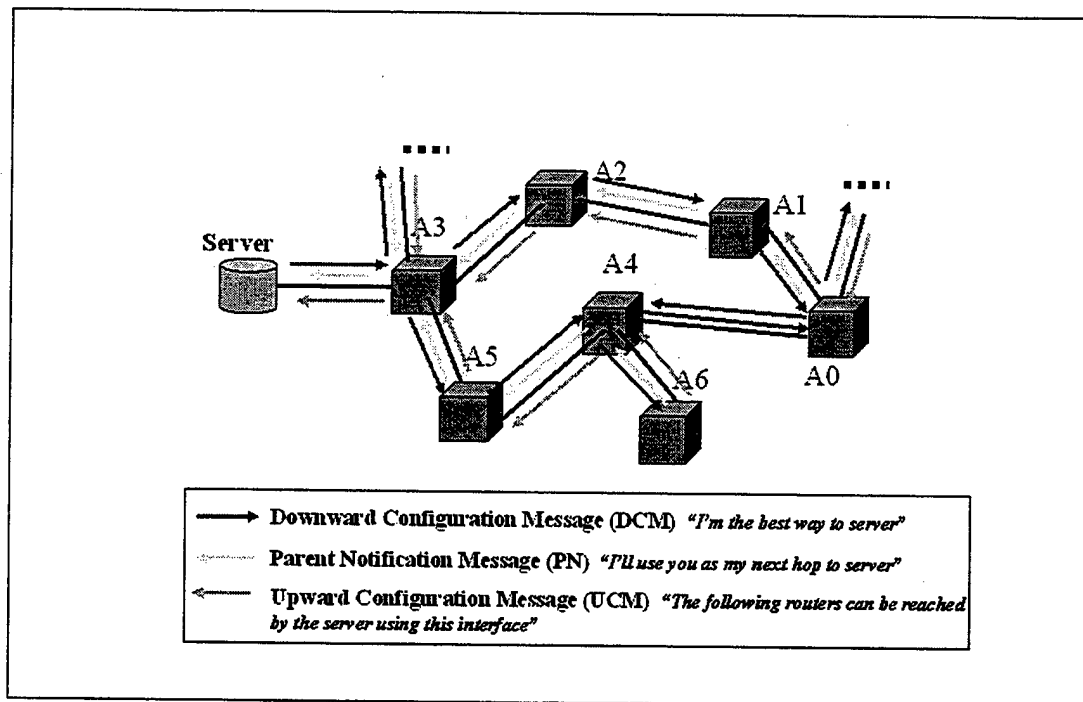 A2
A1
A3
Server
A4
A5
A6
A0
Downward Configuration Message (DCM) "I'm the best way to server"
Parent Notification Message (PN) "I'll use you as my next hop to server"
Upward Configuration Message (UCM) "The following routers can be reached
by the server using this interface"